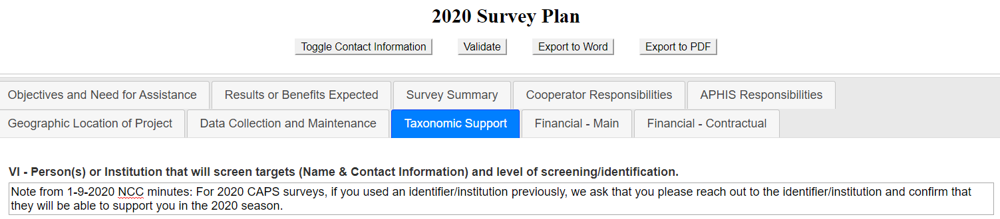 2020 Survey Plan
Toggle Contact Information Validate Export to Word Export to PDF
Objectives and Need for Assistance Results or Benefits Expected Survey Summary Cooperator Responsibilities APHIS Responsibilities
Geographic Location of Project Data Collection and Maintenance Taxonomic Support Financial - Main Financial - Contractual
VI - Person(s) or Institution that will screen targets (Name & Contact Information) and level of screening/identification.
Note from 1-9-2020 NCC minutes: For 2020 CAPS surveys, if you used an identifier/institution previously, we ask that you please reach out to the identifier/institution and confirm that
they will be able to support you in the 2020 season.